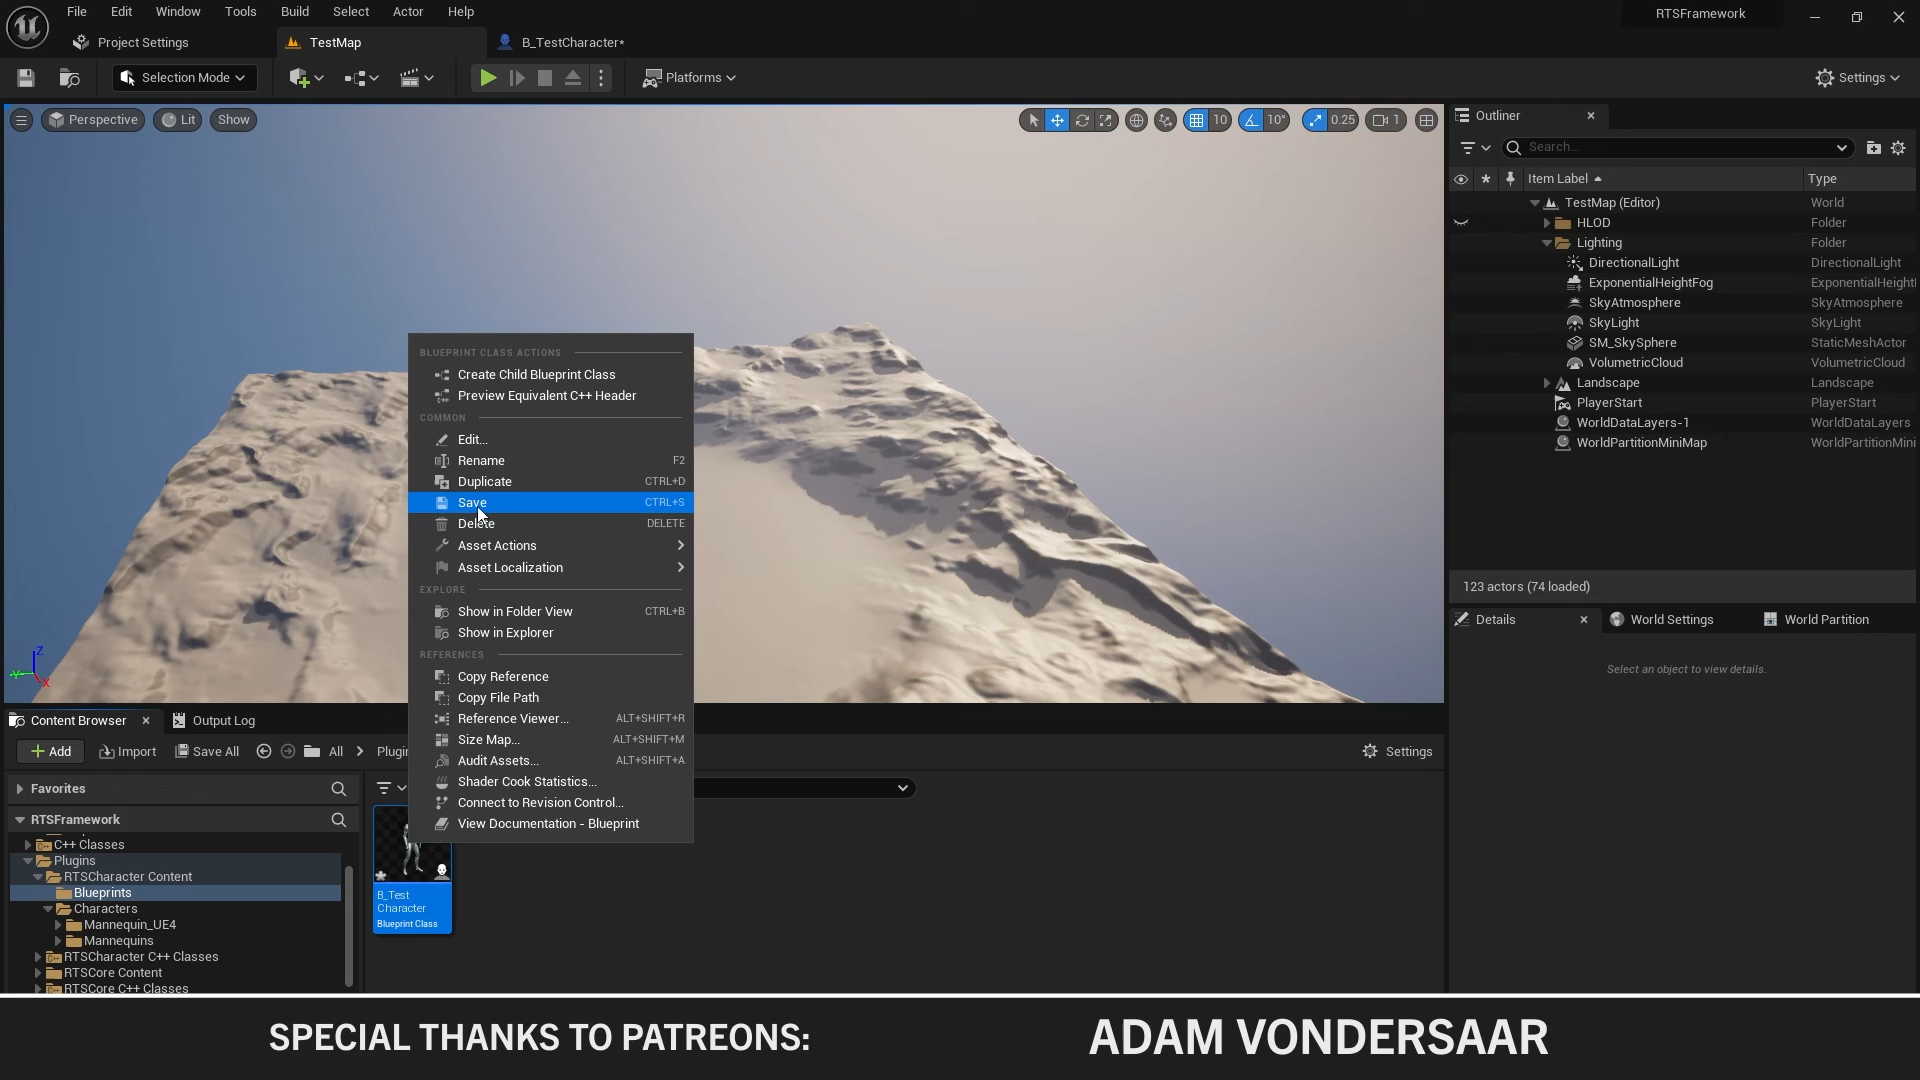 File Edit Window Tools Build Select Actor Help
RTSFramework
Project Settings
TestMap
B_TestCharacter*
Selection Mode
Platforms
Settings
Perspective
Lit
Show
10
10°
0.25
1
Outliner
Search...
Item Label
Type
TestMap (Editor) World
HLOD Folder
Lighting Folder
DirectionalLight DirectionalLight
ExponentialHeightFog ExponentialHeight
SkyAtmosphere SkyAtmosphere
SkyLight SkyLight
SM_SkySphere StaticMeshActor
VolumetricCloud VolumetricCloud
Landscape Landscape
PlayerStart PlayerStart
WorldDataLayers-1 WorldDataLayers
WorldPartitionMiniMap WorldPartitionMini
123 actors (74 loaded)
Details
World Settings
World Partition
Select an object to view details.
BLUEPRINT CLASS ACTIONS
Create Child Blueprint Class
Preview Equivalent C++ Header
COMMON
Edit...
Rename F2
Duplicate CTRL+D
Save CTRL+S
Delete DELETE
Asset Actions
Asset Localization
EXPLORE
Show in Folder View CTRL+B
Show in Explorer
REFERENCES
Copy Reference
Copy File Path
Reference Viewer... ALT+SHIFT+R
Size Map... ALT+SHIFT+M
Audit Assets... ALT+SHIFT+A
Shader Cook Statistics...
Connect to Revision Control...
View Documentation - Blueprint
Z
Y
X
Content Browser
Output Log
Add
Import
Save All
All
Plugin
Settings
Favorites
RTSFramework
C++ Classes
Plugins
RTSCharacter Content
Blueprints
Characters
Mannequin_UE4
Mannequins
RTSCharacter C++ Classes
RTSCore Content
RTSCore C++ Classes
B_Test
Character
Blueprint Class
SPECIAL THANKS TO PATREONS:
ADAM VONDERSAAR